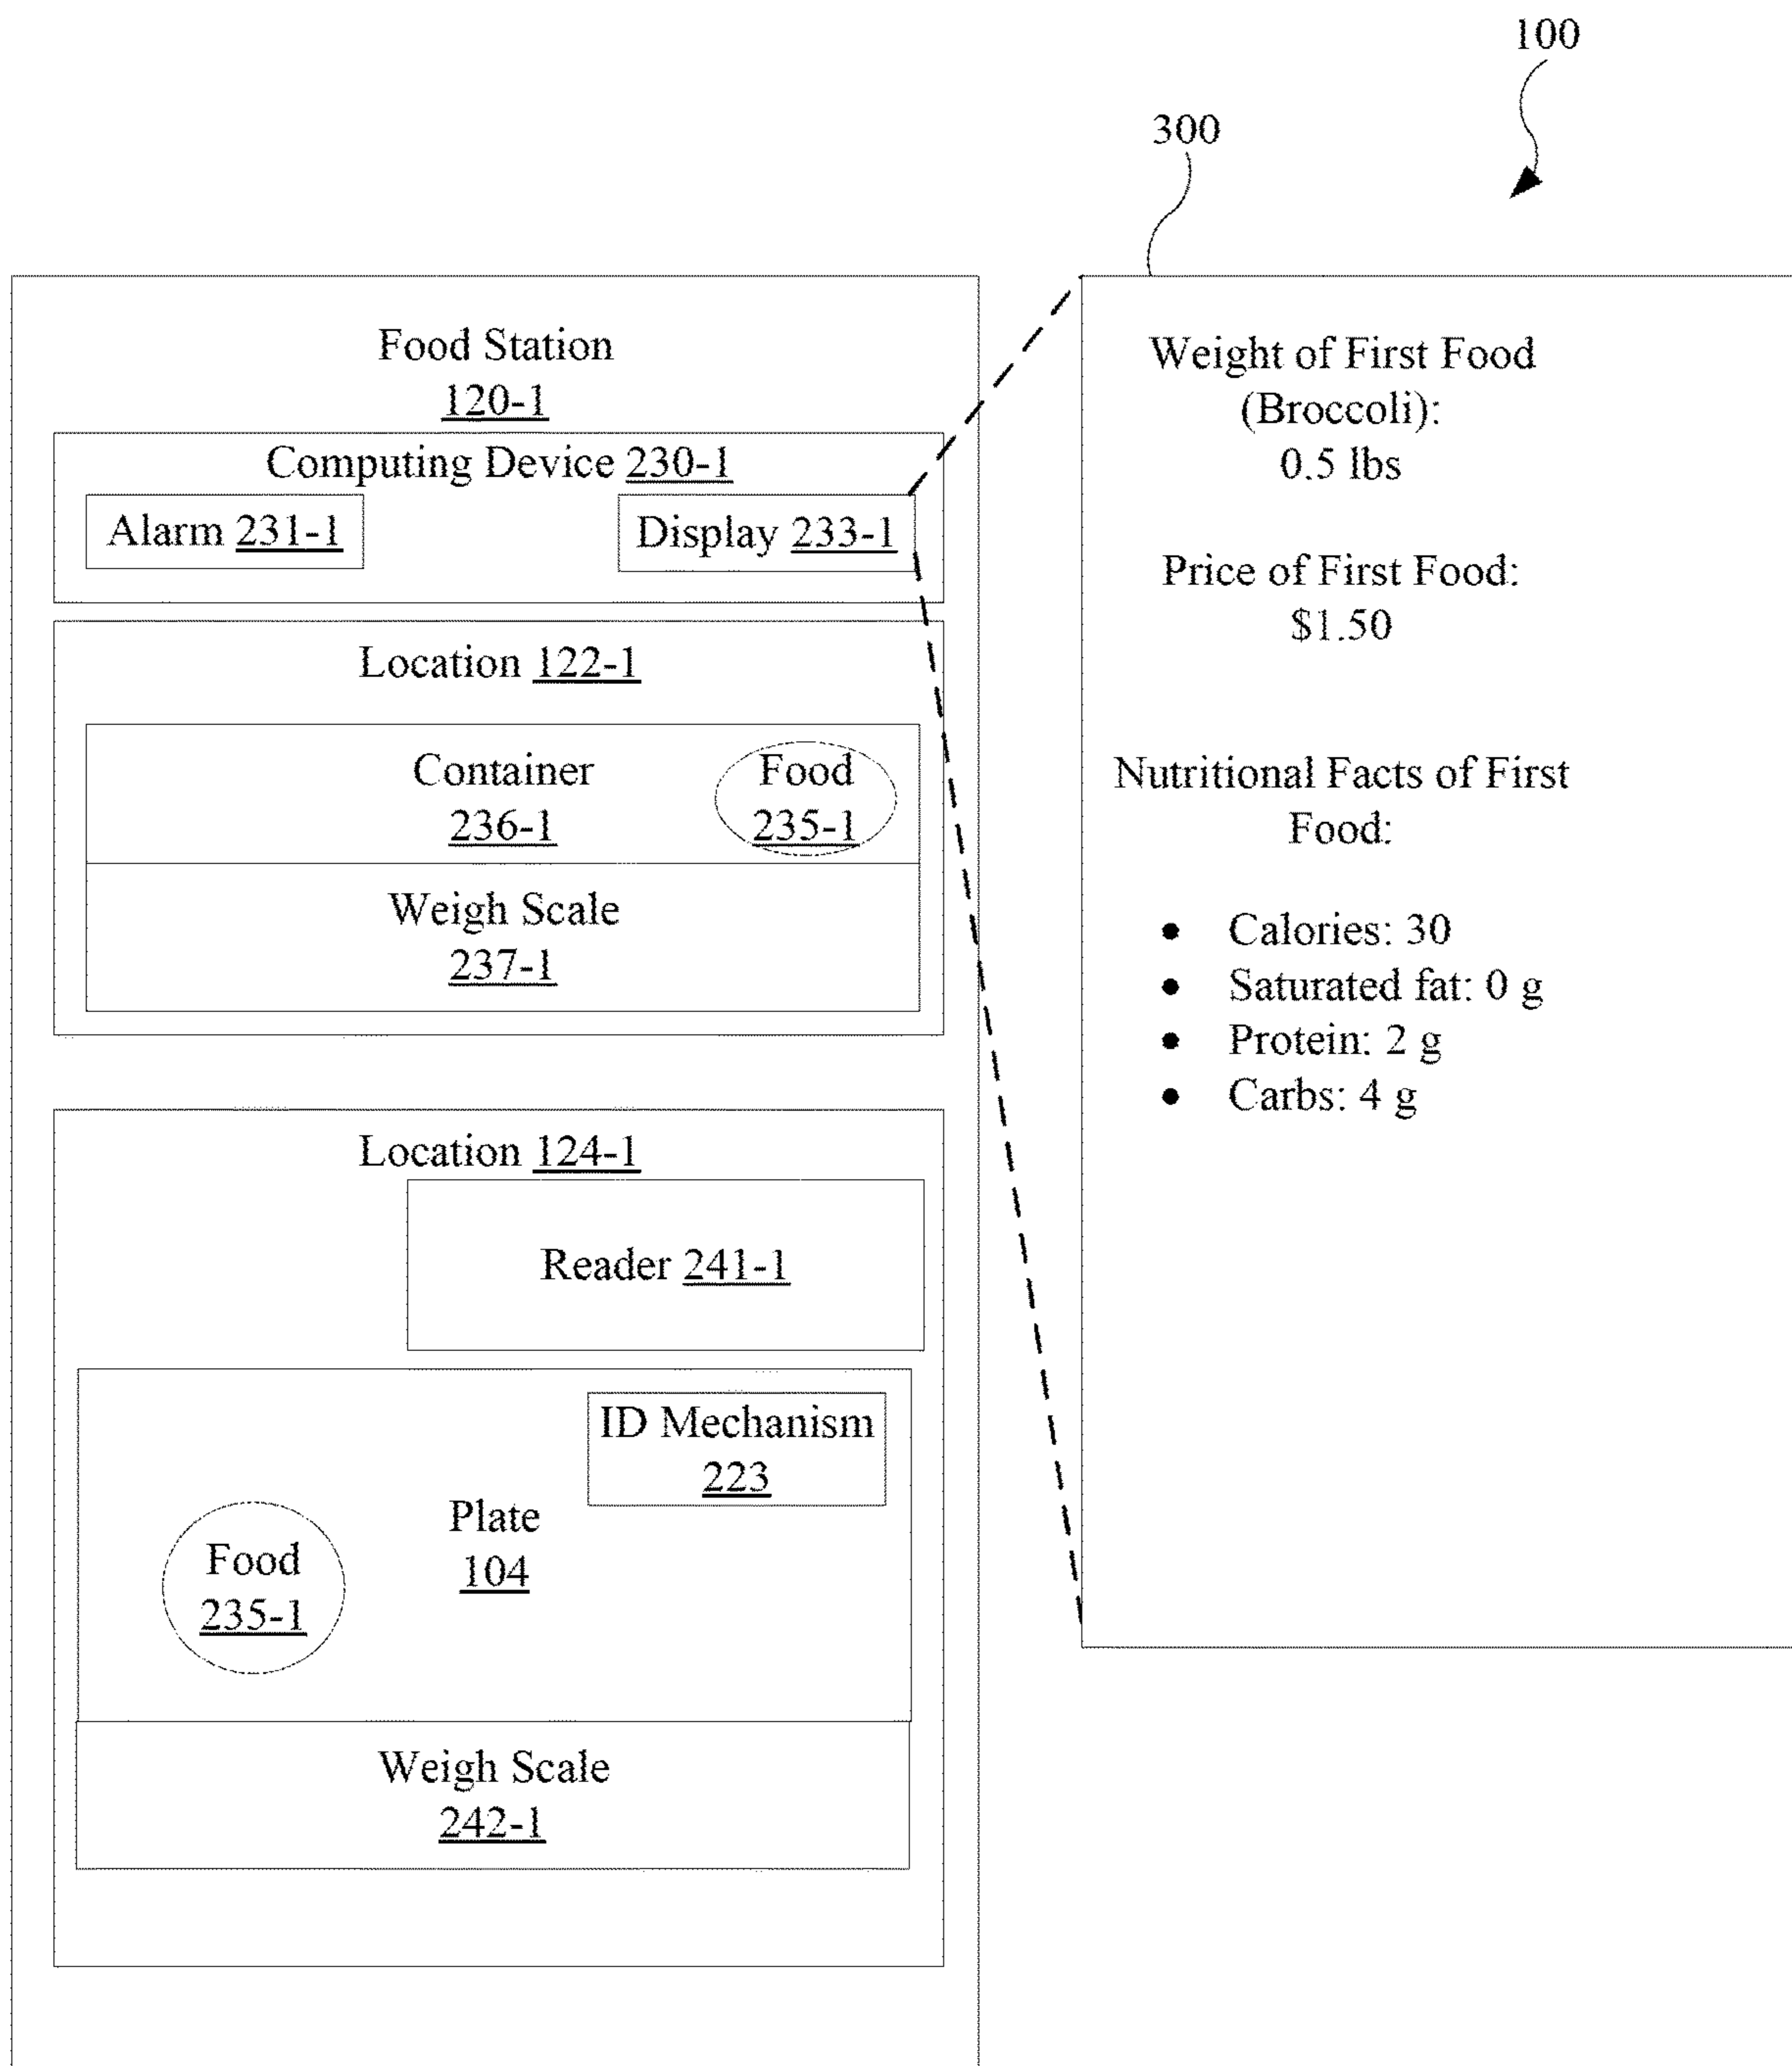 100
300
Food Station
120-1
Computing Device 230-1
Alarm 231-1
Display 233-1
Location 122-1
Container
236-1
Food
235-1
Weigh Scale
237-1
Location 124-1
Reader 241-1
ID Mechanism
223
Plate
104
Food
235-1
Weigh Scale
242-1
Weight of First Food
(Broccoli):
0.5 lbs
Price of First Food:
$1.50
Nutritional Facts of First
Food:
• Calories: 30
• Saturated fat: 0 g
• Protein: 2 g
• Carbs: 4 g